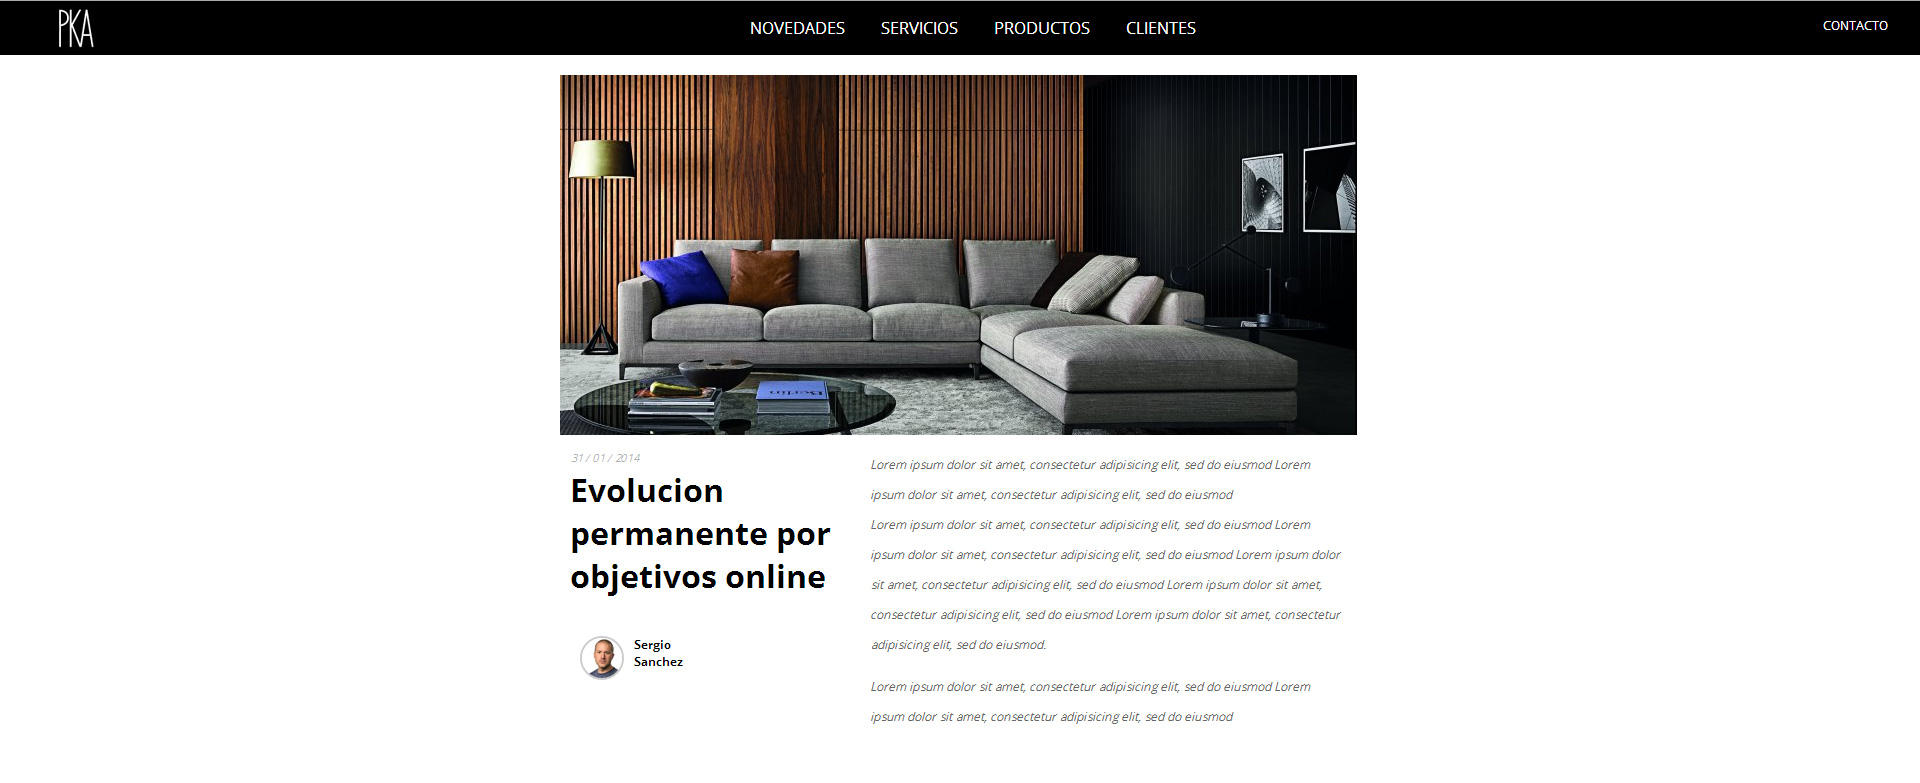 PKA
NOVEDADES SERVICIOS PRODUCTOS CLIENTES
CONTACTO
Berlin
31 / 01 / 2014
Evolucion
permanente por
objetivos online
Sergio
Sanchez
Lorem ipsum dolor sit amet, consectetur adipisicing elit, sed do eiusmod Lorem
ipsum dolor sit amet, consectetur adipisicing elit, sed do eiusmod
Lorem ipsum dolor sit amet, consectetur adipisicing elit, sed do eiusmod Lorem
ipsum dolor sit amet, consectetur adipisicing elit, sed do eiusmod Lorem ipsum dolor
sit amet, consectetur adipisicing elit, sed do eiusmod Lorem ipsum dolor sit amet,
consectetur adipisicing elit, sed do eiusmod Lorem ipsum dolor sit amet, consectetur
adipisicing elit, sed do eiusmod.
Lorem ipsum dolor sit amet, consectetur adipisicing elit, sed do eiusmod Lorem
ipsum dolor sit amet, consectetur adipisicing elit, sed do eiusmod